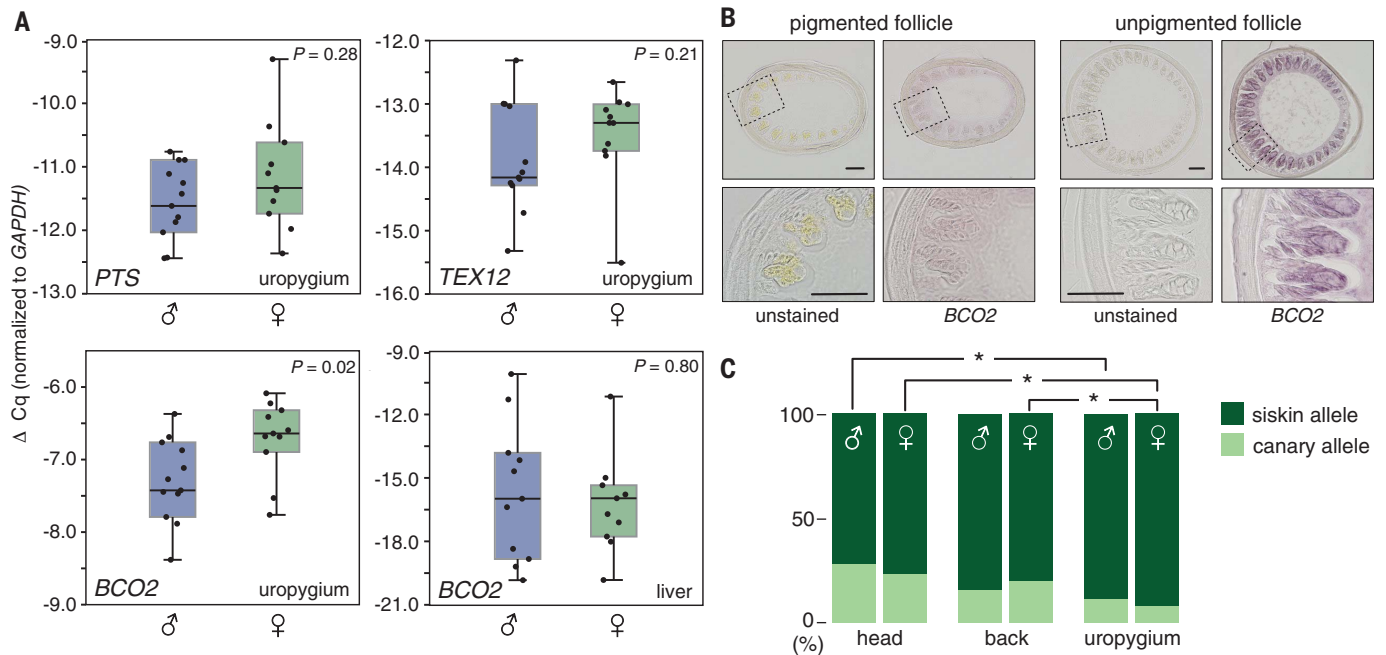 A
Δ Cq (normalized to GAPDH)
-9.0
-10.0
-11.0
-12.0
-13.0
P = 0.28
PTS
uropygium
♂ ♀
-12.0
-13.0
-14.0
-15.0
-16.0
P = 0.21
TEX12
uropygium
♂ ♀
-6.0
-7.0
-8.0
-9.0
P = 0.02
BCO2
uropygium
♂ ♀
-9.0
-12.0
-15.0
-18.0
-21.0
P = 0.80
BCO2
liver
♂ ♀
B
pigmented follicle
unpigmented follicle
unstained
BCO2
unstained
BCO2
C
*
*
*
100
50
0
(%)
♂ ♀ ♂ ♀ ♂ ♀
head back uropygium
siskin allele
canary allele